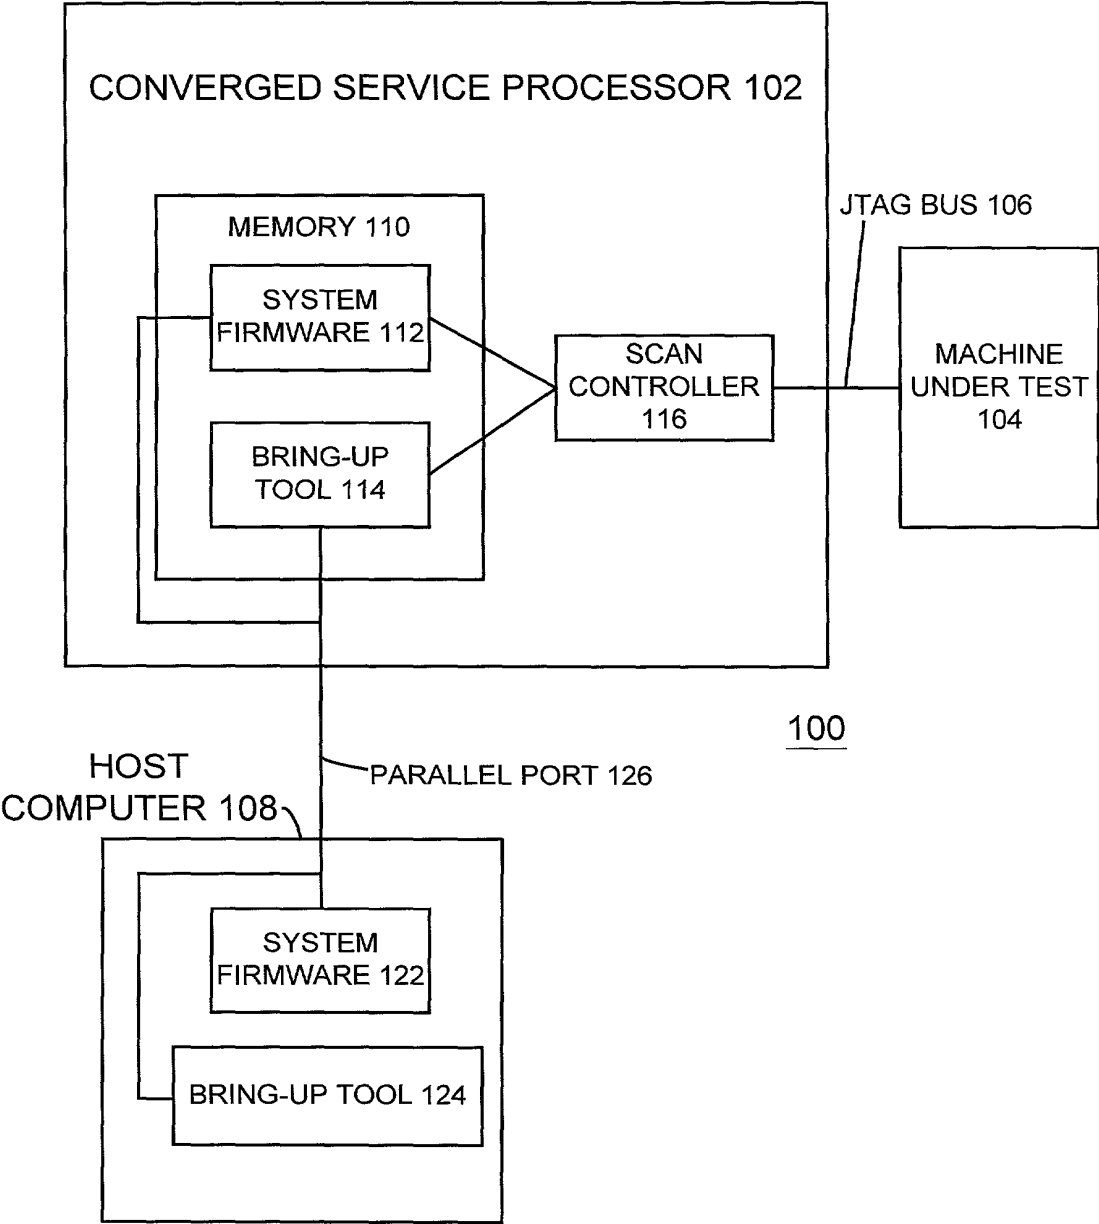 CONVERGED SERVICE PROCESSOR 102
JTAG BUS 106
MEMORY 110
SYSTEM
FIRMWARE 112
SCAN
CONTROLLER
116
MACHINE
UNDER TEST
104
BRING-UP
TOOL 114
100
HOST
COMPUTER 108
PARALLEL PORT 126
SYSTEM
FIRMWARE 122
BRING-UP TOOL 124